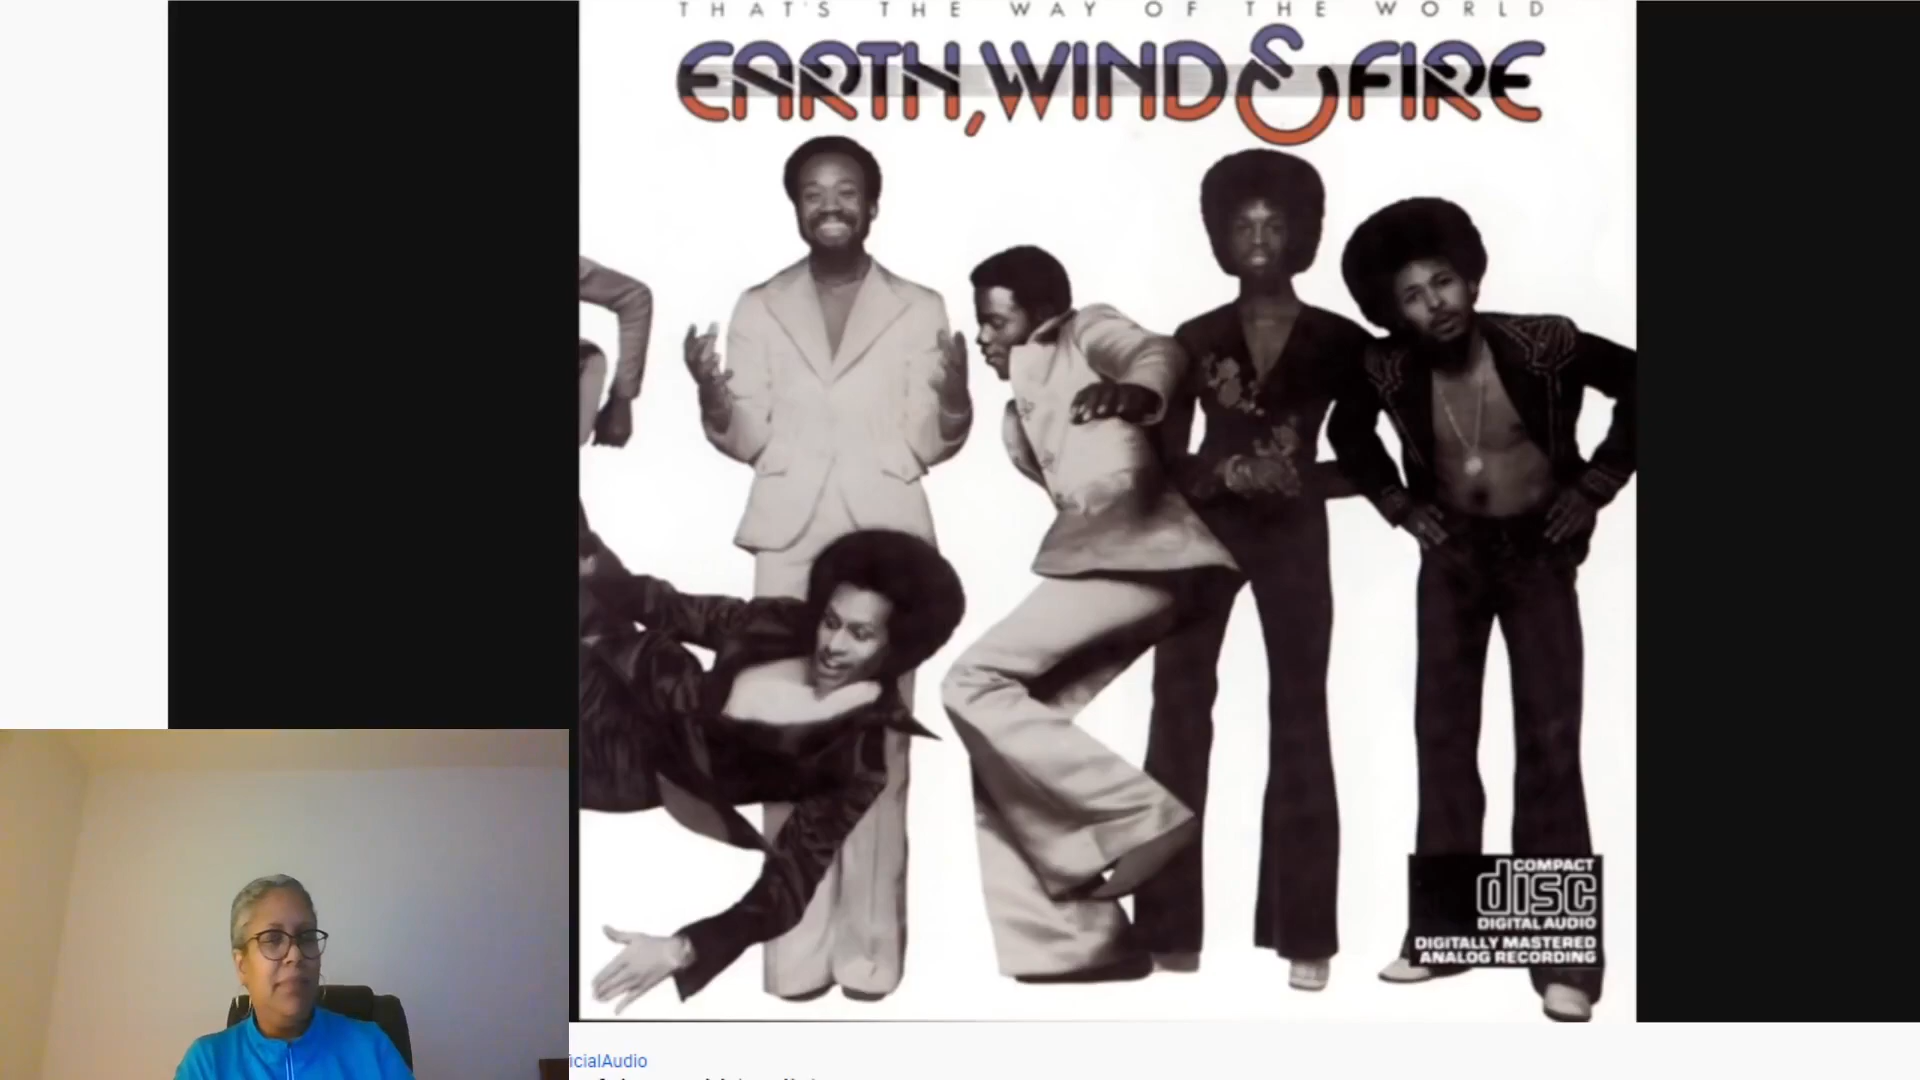 THAT'S THE WAY OF THE WORLD
EARTH, WIND & FIRE
COMPACT
disc
DIGITAL AUDIO
DIGITALLY MASTERED
ANALOG RECORDING
icialAudio